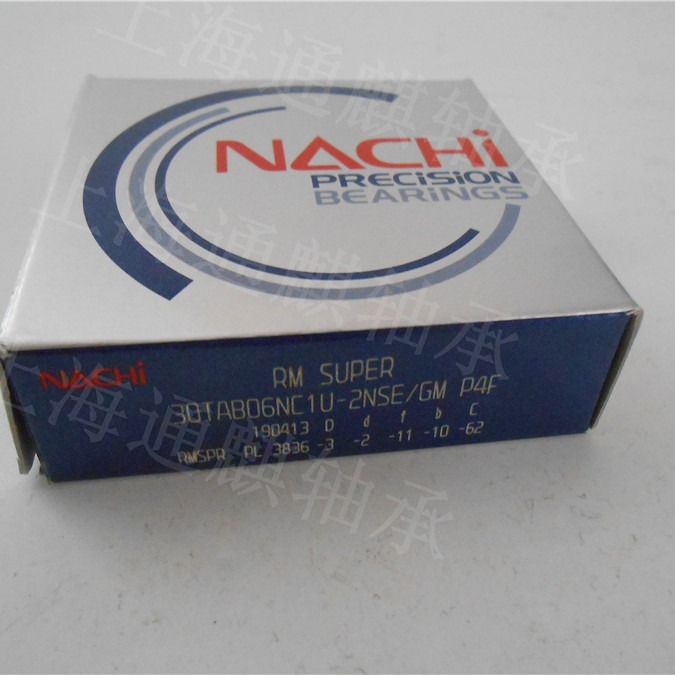 NACHi
PRECiSiON
BEARiNGS
NACHi
RM SUPER
30TAB06NC1U-2NSE/GM P4F
190413 D d f b C
RMSPR PL 3836 -3 -2 -11 -10 -62
上海通麒轴承
上海通麒轴承
上海通麒轴承